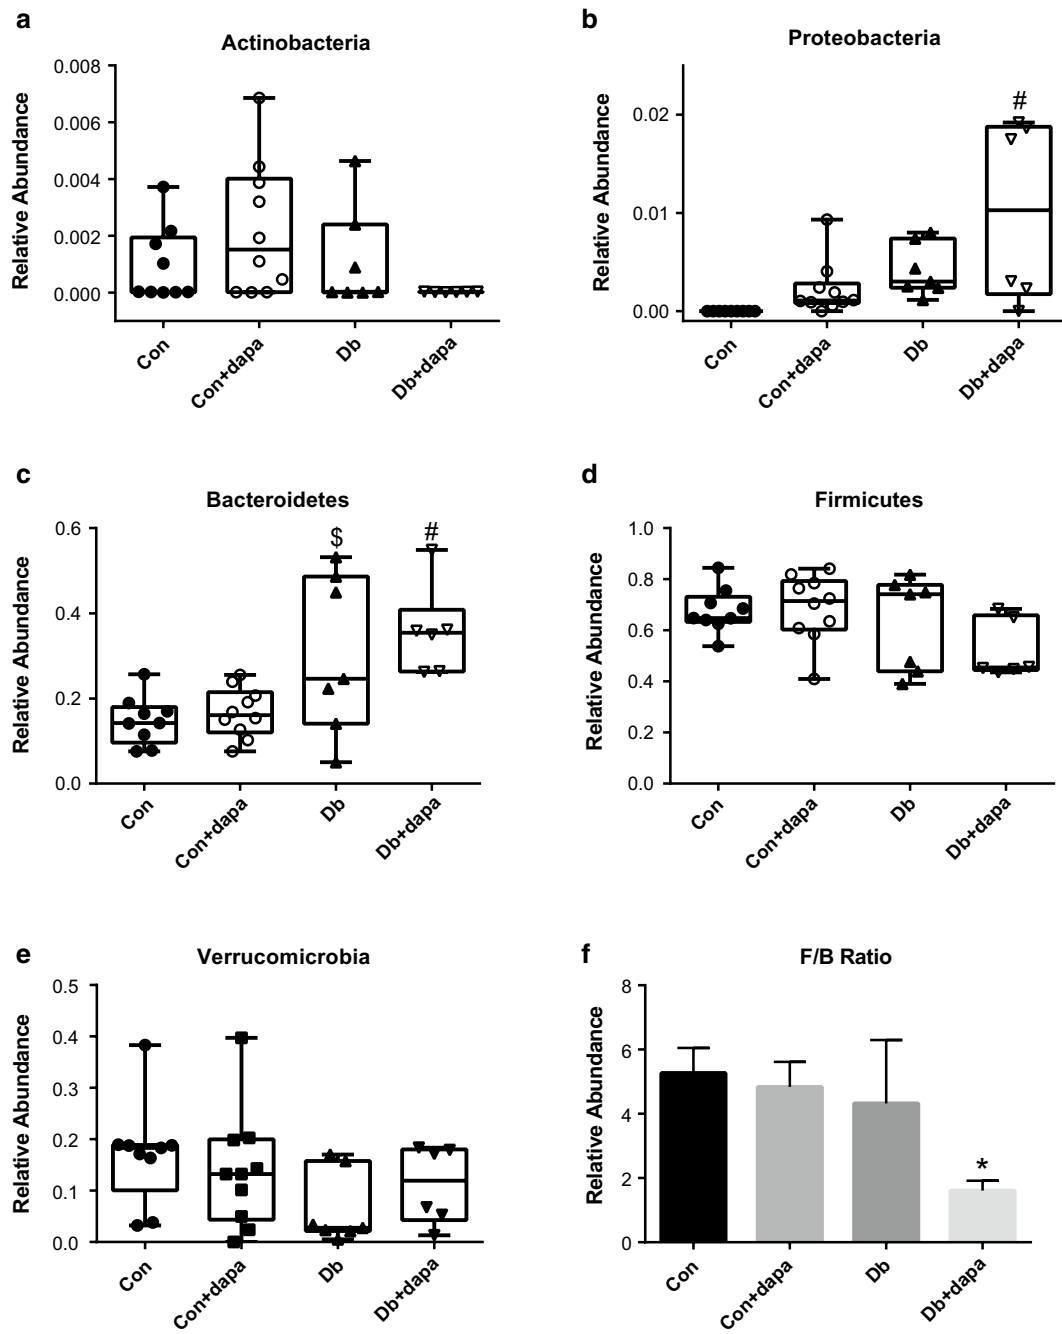 a
Actinobacteria
Relative Abundance
0.008
0.006
0.004
0.002
0.000
Con
Con+dapa
Db
Db+dapa
b
Proteobacteria
Relative Abundance
0.02
0.01
0.00
#
Con
Con+dapa
Db
Db+dapa
c
Bacteroidetes
Relative Abundance
0.6
0.4
0.2
0.0
$
#
Con
Con+dapa
Db
Db+dapa
d
Firmicutes
Relative Abundance
1.0
0.8
0.6
0.4
0.2
0.0
Con
Con+dapa
Db
Db+dapa
e
Verrucomicrobia
Relative Abundance
0.5
0.4
0.3
0.2
0.1
0.0
Con
Con+dapa
Db
Db+dapa
f
F/B Ratio
Relative Abundance
8
6
4
2
0
*
Con
Con+dapa
Db
Db+dapa